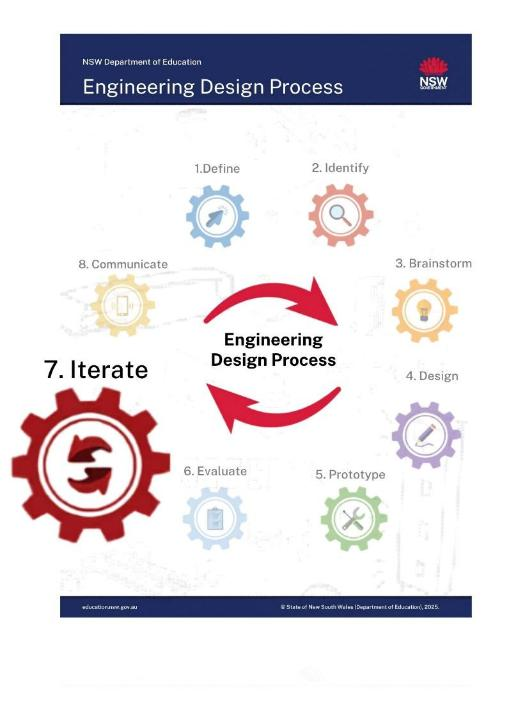 NSW Department of Education
Engineering Design Process
NSW
GOVERNMENT
1.Define
2. Identify
8. Communicate
3. Brainstorm
Engineering
Design Process
7. Iterate
4. Design
6. Evaluate
5. Prototype
education.nsw.gov.au
© State of New South Wales (Department of Education), 2025.